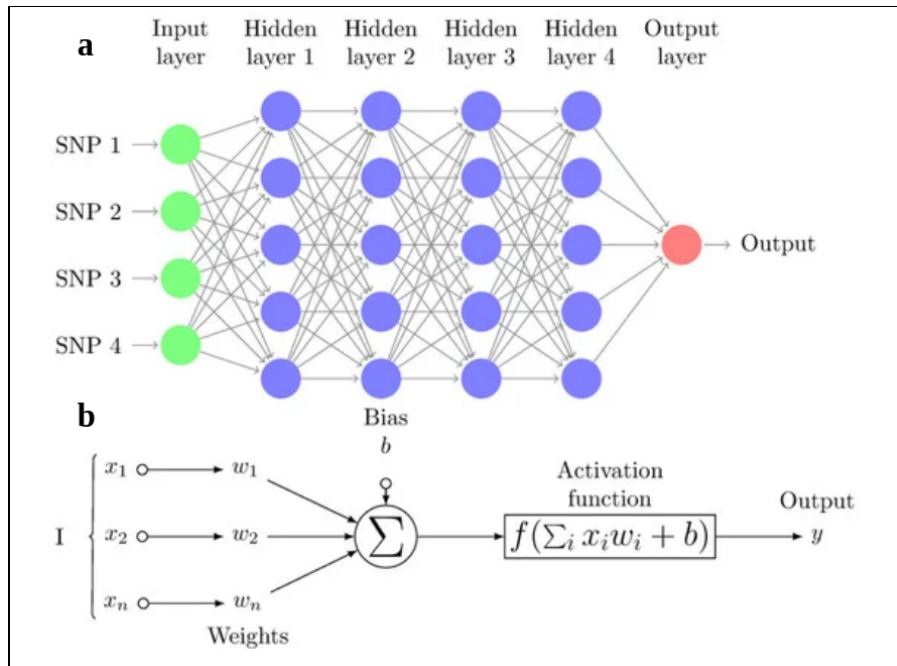 a
Input layer
Hidden layer 1
Hidden layer 2
Hidden layer 3
Hidden layer 4
Output layer
SNP 1
SNP 2
SNP 3
SNP 4
Output
b
Bias
b
I
x₁
w₁
x₂
w₂
xₙ
wₙ
Weights
∑
Activation
function
f(∑ᵢ xᵢwᵢ + b)
Output
y